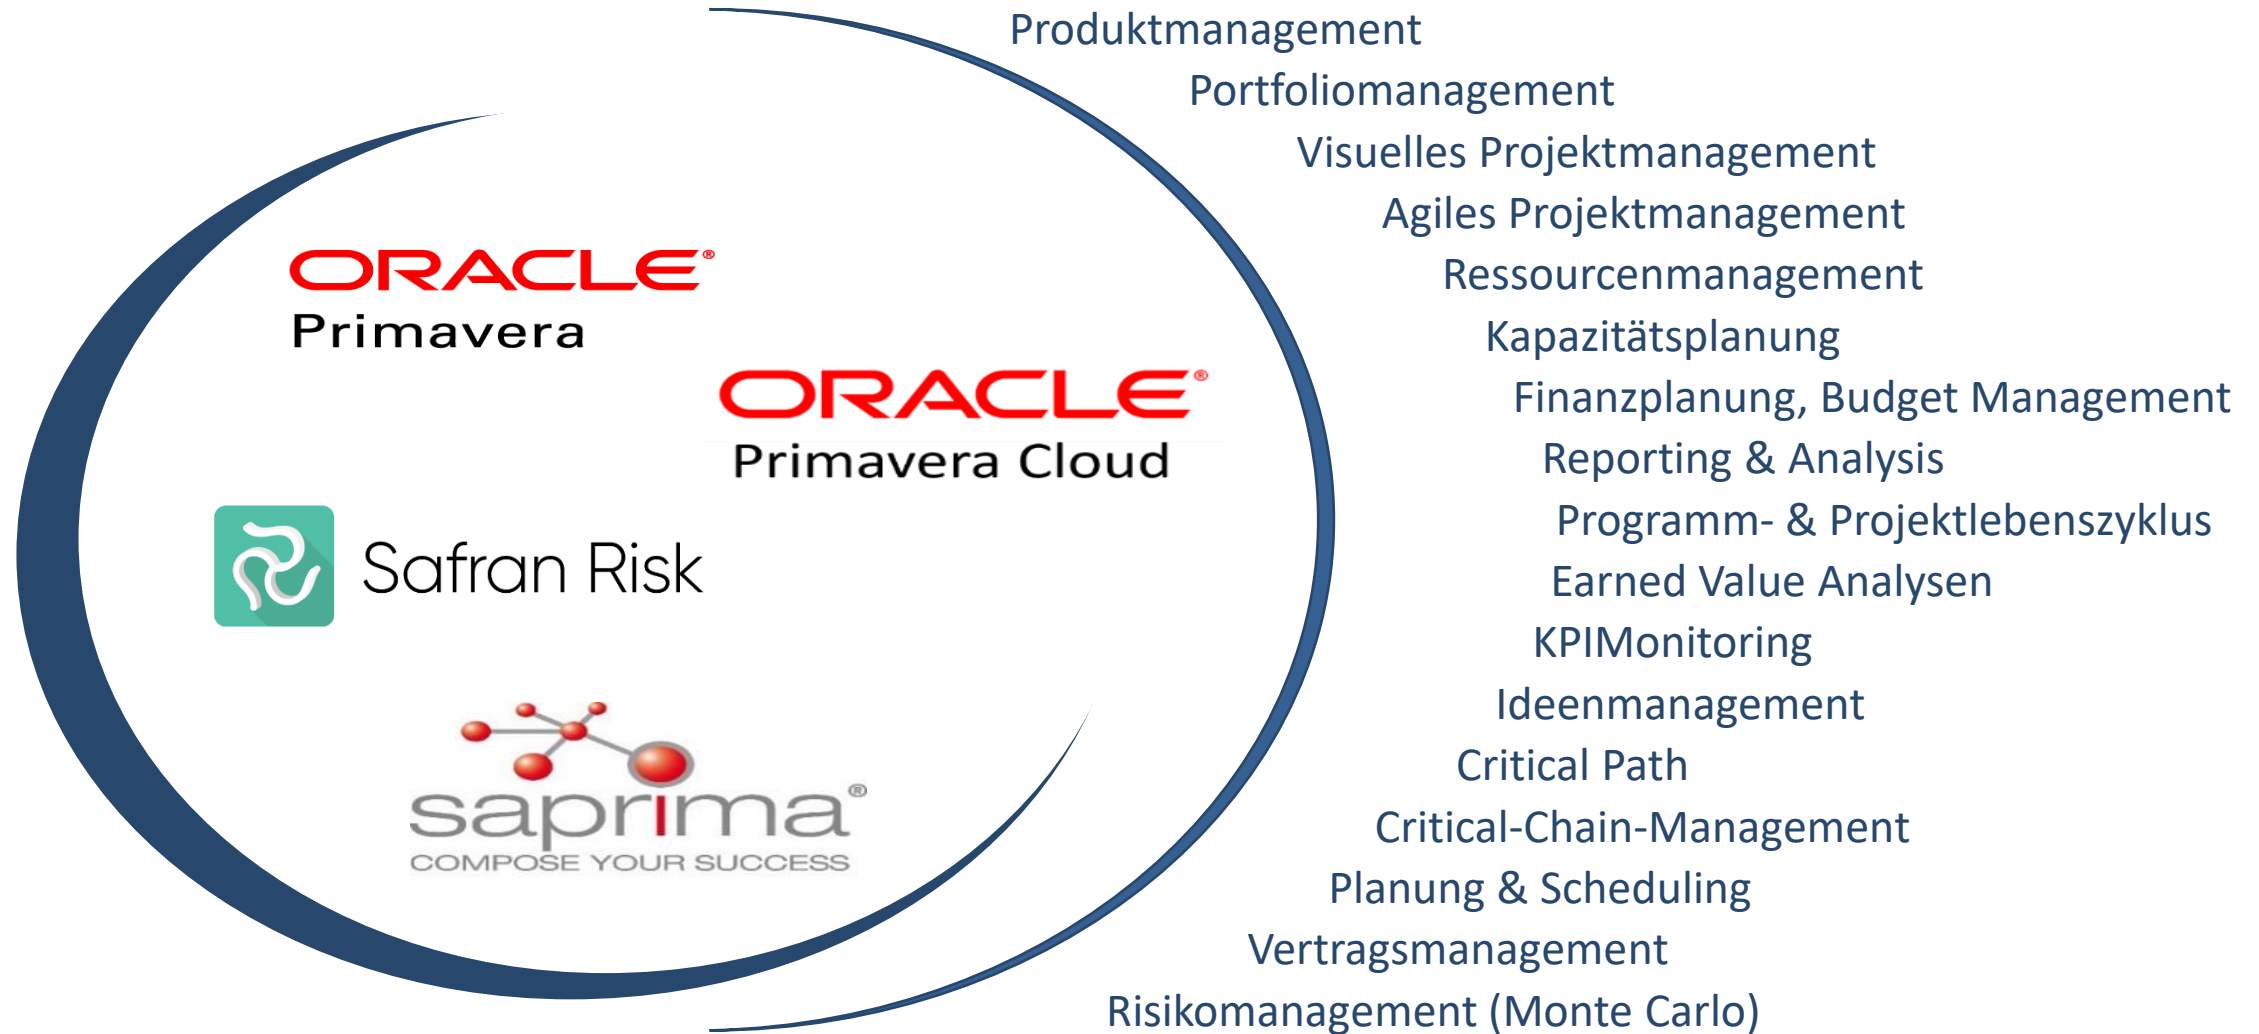 ORACLE®
Primavera
ORACLE®
Primavera Cloud
Safran Risk
saprima®
COMPOSE YOUR SUCCESS
Produktmanagement
Portfoliomanagement
Visuelles Projektmanagement
Agiles Projektmanagement
Ressourcenmanagement
Kapazitätsplanung
Finanzplanung, Budget Management
Reporting & Analysis
Programm- & Projektlebenszyklus
Earned Value Analysen
KPIMonitoring
Ideenmanagement
Critical Path
Critical-Chain-Management
Planung & Scheduling
Vertragsmanagement
Risikomanagement (Monte Carlo)